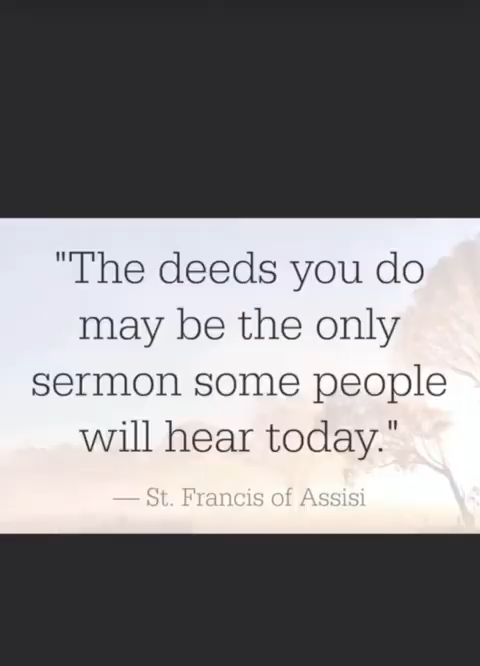 "The deeds you do
may be the only
sermon some people
will hear today."
— St. Francis of Assisi